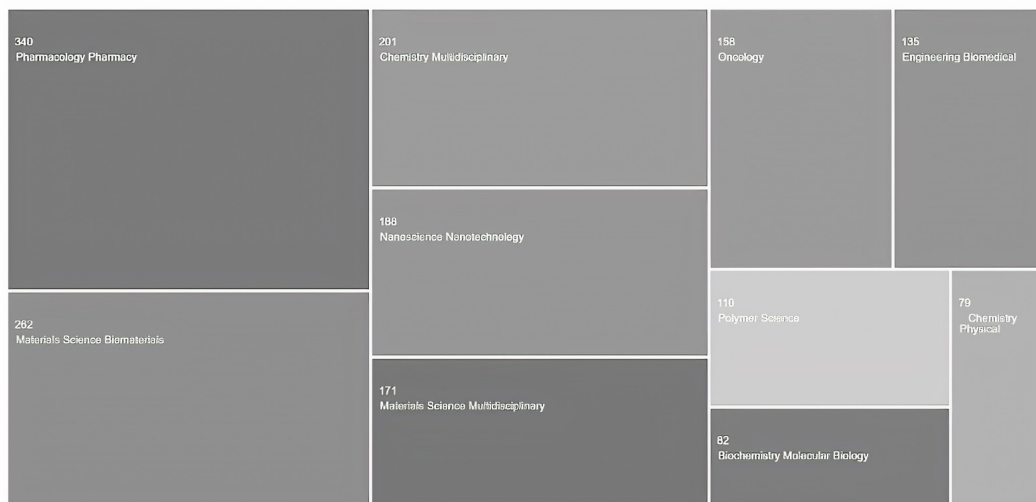 340
Pharmacology Pharmacy
262
Materials Science Biomaterials
201
Chemistry Multidisciplinary
188
Nanoscience Nanotechnology
171
Materials Science Multidisciplinary
158
Oncology
135
Engineering Biomedical
110
Polymer Science
82
Biochemistry Molecular Biology
79
Chemistry
Physical